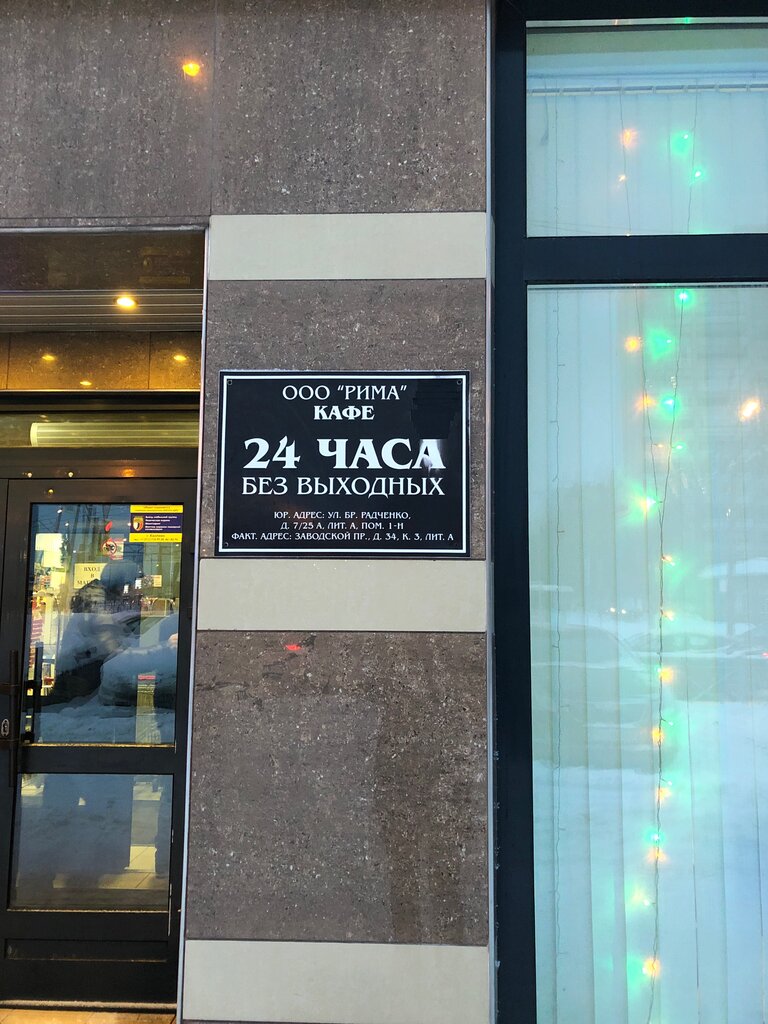 ООО "РИМА"
КАФЕ
24 ЧАСА
БЕЗ ВЫХОДНЫХ
ЮР. АДРЕС: УЛ. БР. РАДЧЕНКО,
Д. 7/25 А, ЛИТ. А, ПОМ. 1-Н
ФАКТ. АДРЕС: ЗАВОДСКОЙ ПР., Д. 34, К. 3, ЛИТ. А
ВХОД
В